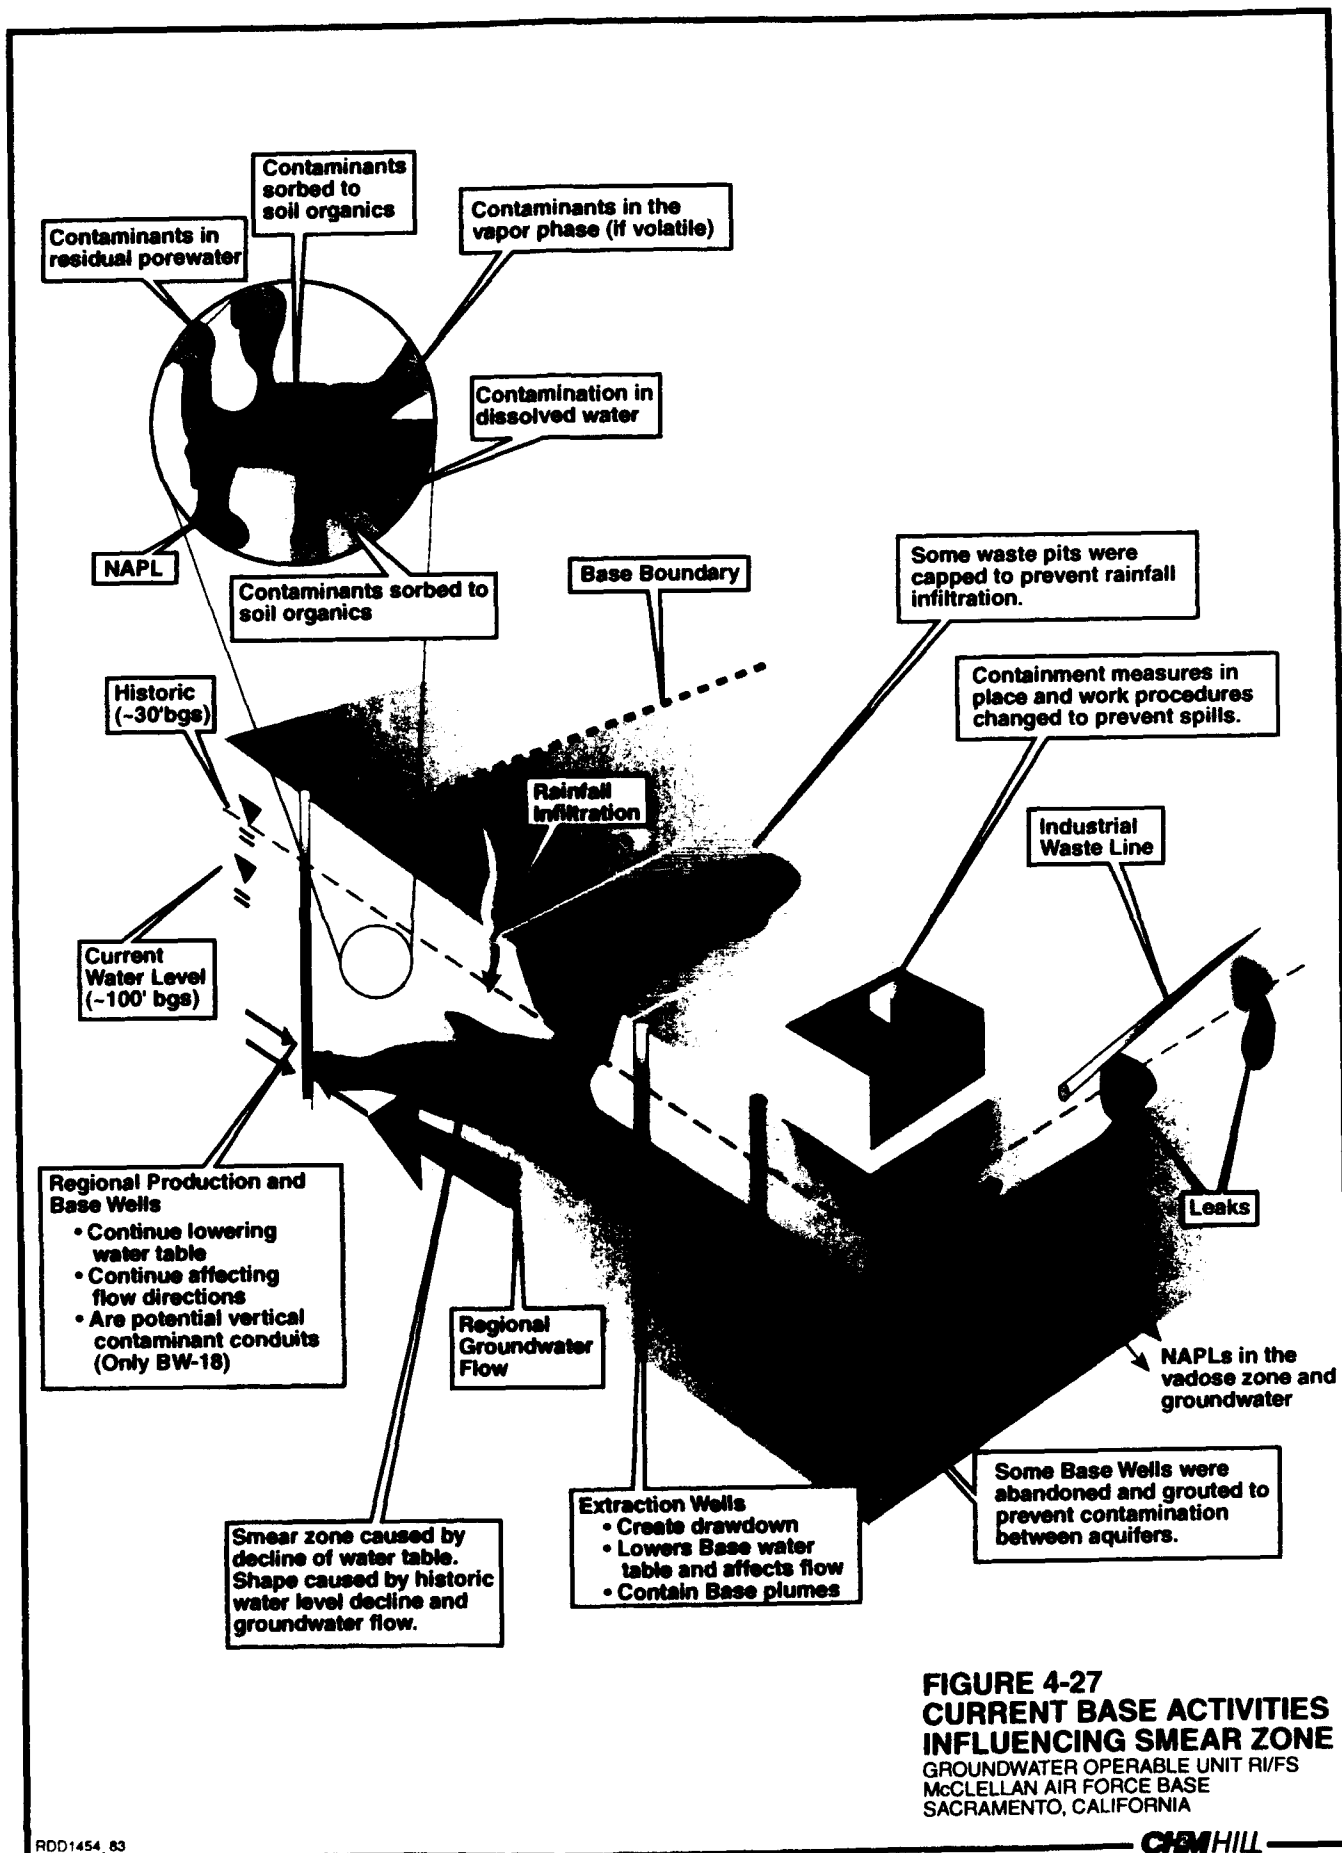 Contaminants
sorbed to
soil organics
Contaminants in the
vapor phase (if volatile)
Contaminants in
residual porewater
Contamination in
dissolved water
NAPL
Contaminants sorbed to
soil organics
Base Boundary
Some waste pits were
capped to prevent rainfall
infiltration.
Historic
(~30'bgs)
Containment measures in
place and work procedures
changed to prevent spills.
Rainfall
Infiltration
Industrial
Waste Line
Current
Water Level
(~100' bgs)
Regional Production and
Base Wells
• Continue lowering
water table
• Continue affecting
flow directions
• Are potential vertical
contaminant conduits
(Only BW-18)
Leaks
Regional
Groundwater
Flow
NAPLs in the
vadose zone and
groundwater
Some Base Wells were
abandoned and grouted to
prevent contamination
between aquifers.
Extraction Wells
• Create drawdown
• Lowers Base water
table and affects flow
• Contain Base plumes
Smear zone caused by
decline of water table.
Shape caused by historic
water level decline and
groundwater flow.
FIGURE 4-27
CURRENT BASE ACTIVITIES
INFLUENCING SMEAR ZONE
GROUNDWATER OPERABLE UNIT RI/FS
McCLELLAN AIR FORCE BASE
SACRAMENTO, CALIFORNIA
RDD1454_83
CH2M HILL